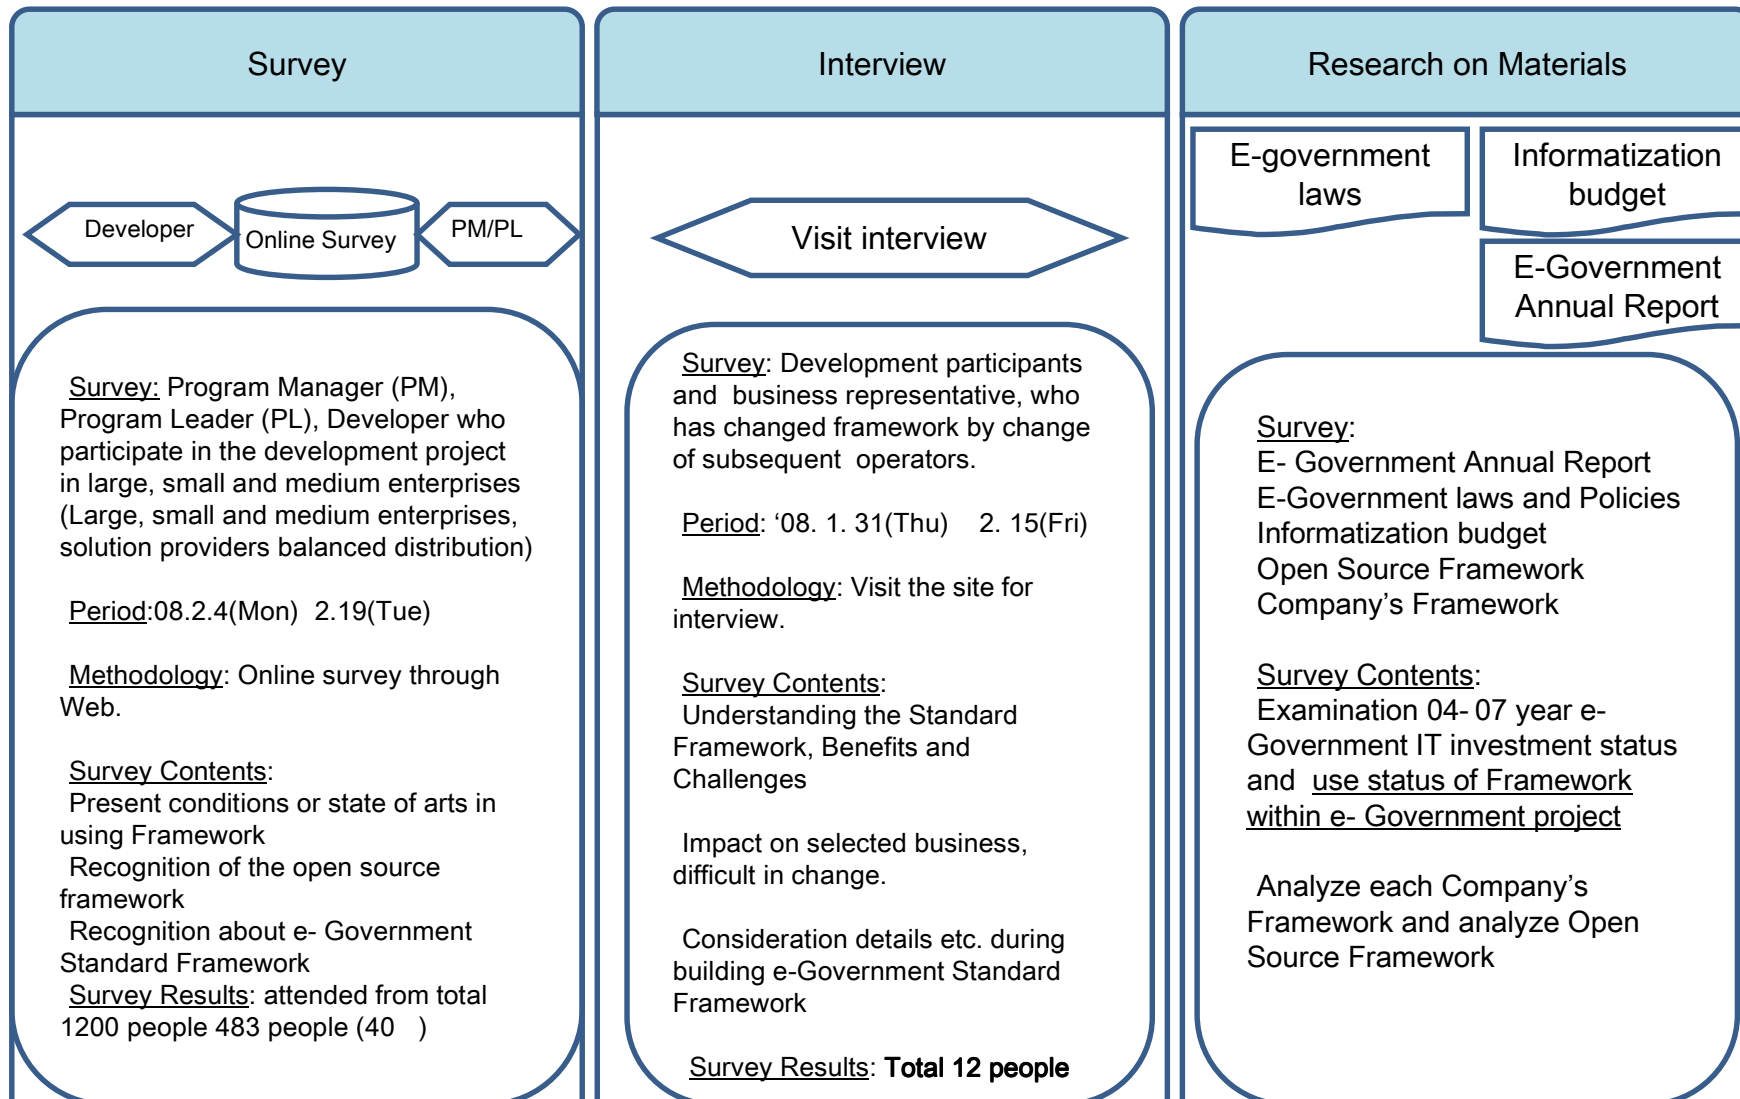 Survey
Developer
Online Survey
PM/PL
Survey: Program Manager (PM),
Program Leader (PL), Developer who
participate in the development project
in large, small and medium enterprises
(Large, small and medium enterprises,
solution providers balanced distribution)
Period:08.2.4(Mon) 2.19(Tue)
Methodology: Online survey through
Web.
Survey Contents:
Present conditions or state of arts in
using Framework
Recognition of the open source
framework
Recognition about e- Government
Standard Framework
Survey Results: attended from total
1200 people 483 people (40 )
Interview
Visit interview
Survey: Development participants
and business representative, who
has changed framework by change
of subsequent operators.
Period: ‘08. 1. 31(Thu) 2. 15(Fri)
Methodology: Visit the site for
interview.
Survey Contents:
Understanding the Standard
Framework, Benefits and
Challenges
Impact on selected business,
difficult in change.
Consideration details etc. during
building e-Government Standard
Framework
Survey Results: Total 12 people
Research on Materials
E-government
laws
Informatization
budget
E-Government
Annual Report
Survey:
E- Government Annual Report
E-Government laws and Policies
Informatization budget
Open Source Framework
Company’s Framework
Survey Contents:
Examination 04- 07 year e-
Government IT investment status
and use status of Framework
within e- Government project
Analyze each Company’s
Framework and analyze Open
Source Framework